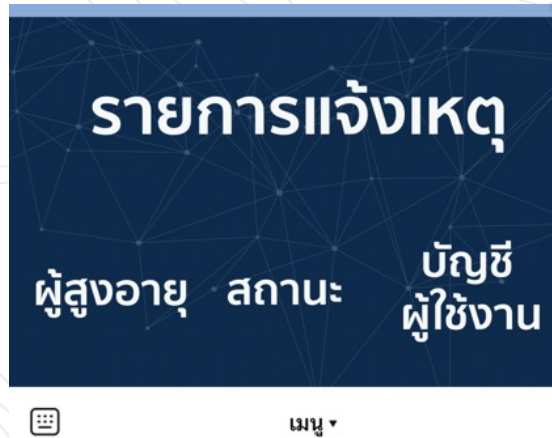 รายการแจ้งเหตุ
ผู้สูงอายุ
สถานะ
บัญชี
ผู้ใช้งาน
เมนู ▾